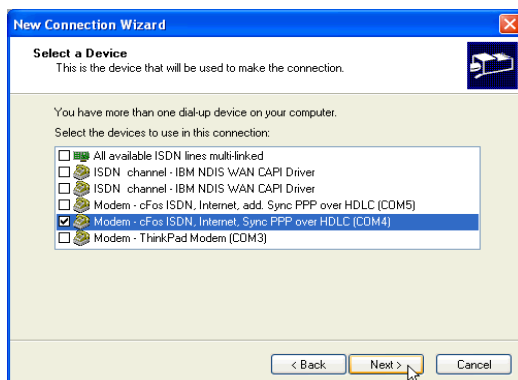 New Connection Wizard
Select a Device
This is the device that will be used to make the connection.
You have more than one dial-up device on your computer.
Select the devices to use in this connection:
All available ISDN lines multi-linked
ISDN channel - IBM NDIS WAN CAPI Driver
ISDN channel - IBM NDIS WAN CAPI Driver
Modem - cFos ISDN, Internet, add. Sync PPP over HDLC (COM5)
Modem - cFos ISDN, Internet, Sync PPP over HDLC (COM4)
Modem - ThinkPad Modem (COM3)
< Back Next > Cancel